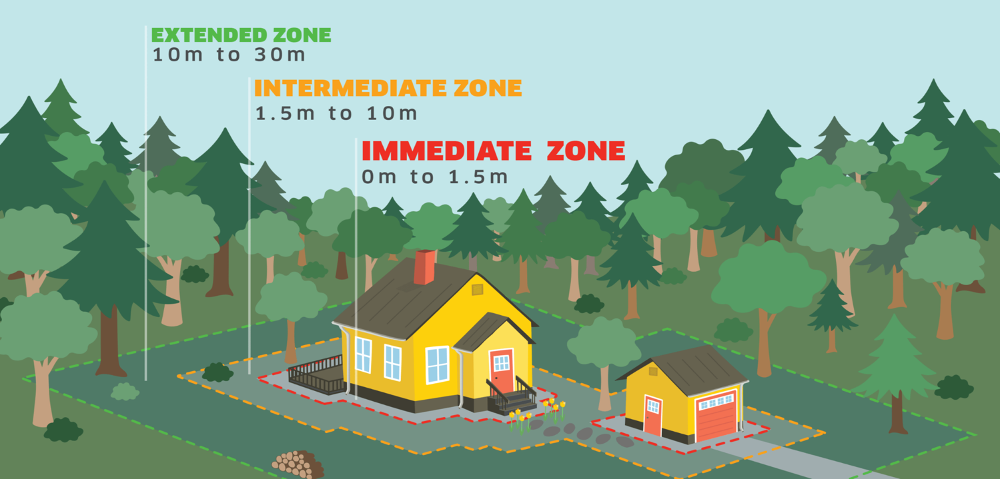 EXTENDED ZONE
10m to 30m
INTERMEDIATE ZONE
1.5m to 10m
IMMEDIATE ZONE
0m to 1.5m